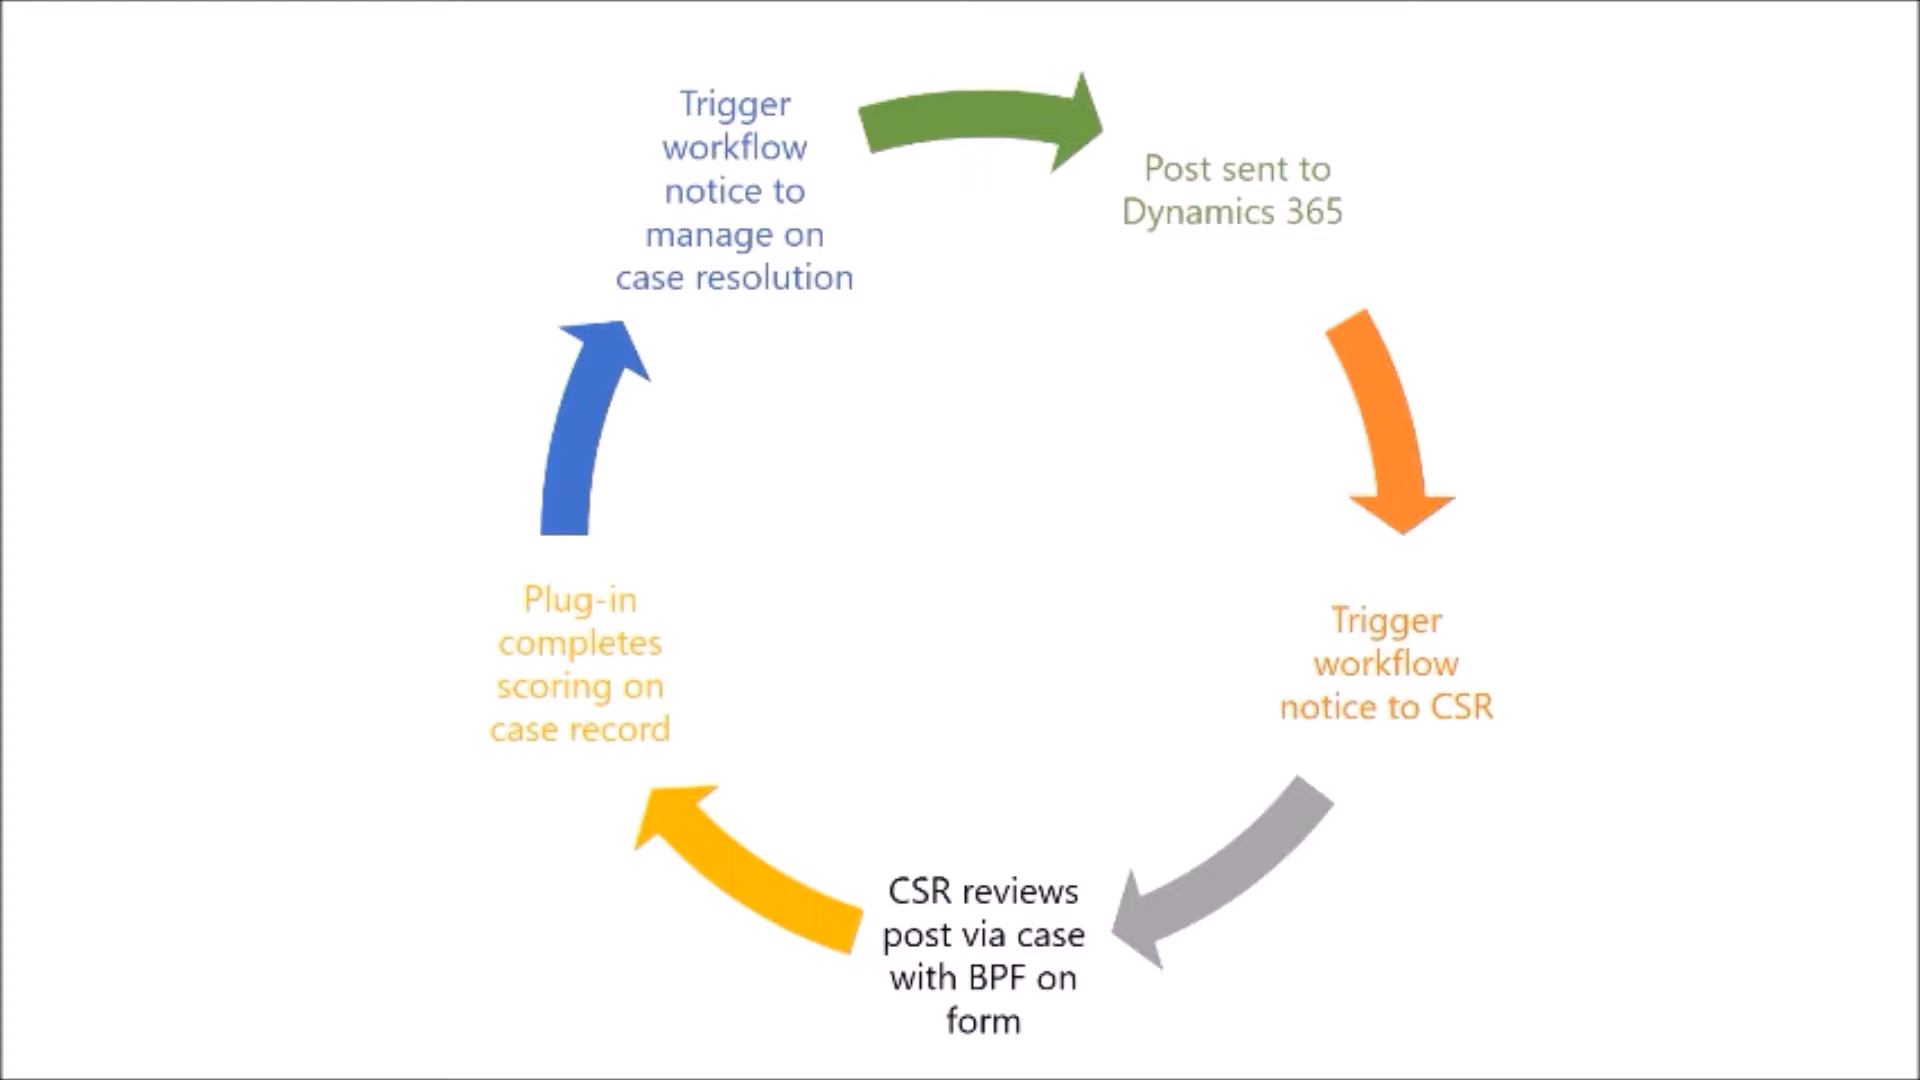 Trigger
workflow
notice to
manage on
case resolution
Post sent to
Dynamics 365
Trigger
workflow
notice to CSR
CSR reviews
post via case
with BPF on
form
Plug-in
completes
scoring on
case record